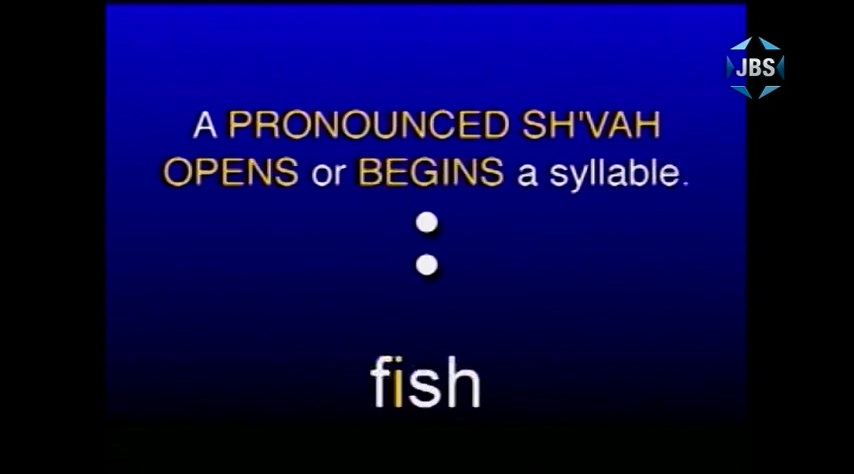 JBS
A PRONOUNCED SH'VAH
OPENS or BEGINS a syllable.
fish